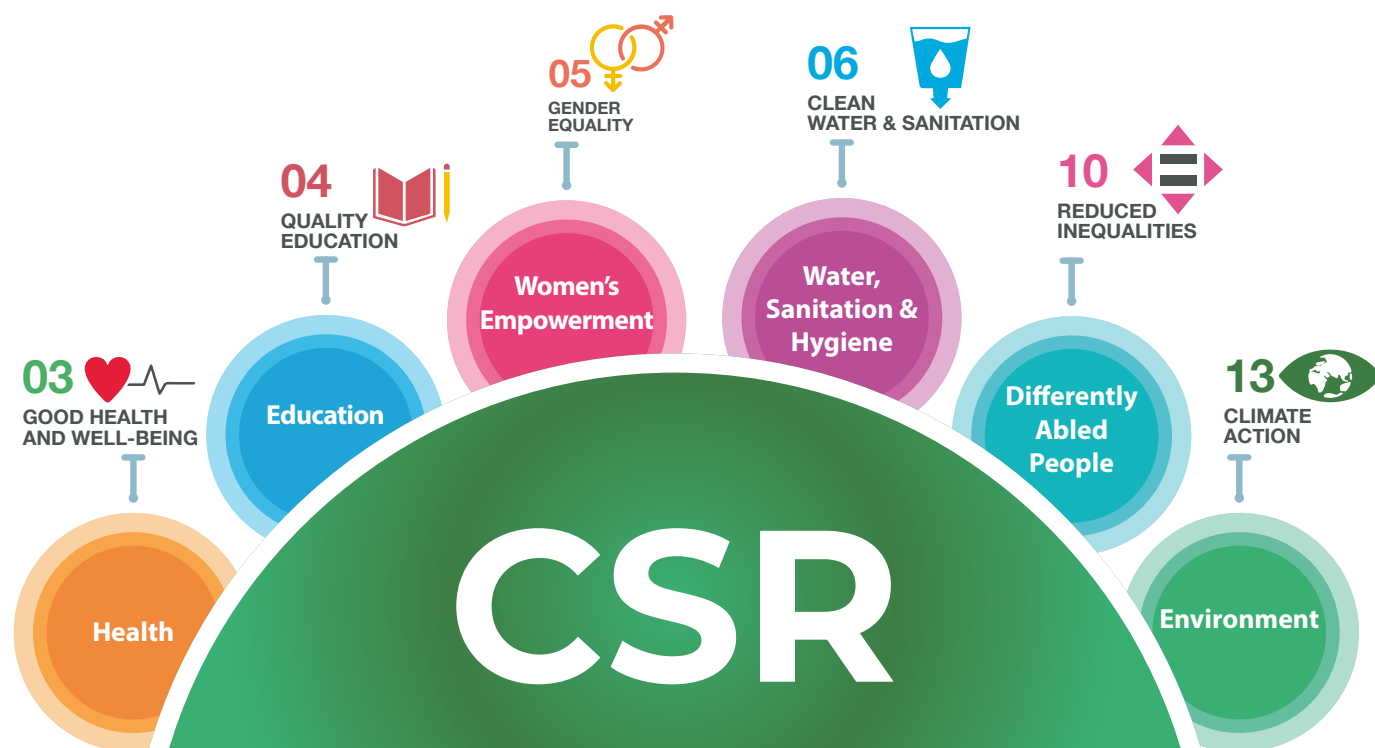 03
GOOD HEALTH
AND WELL-BEING
Health
04
QUALITY
EDUCATION
Education
05
GENDER
EQUALITY
Women's
Empowerment
06
CLEAN
WATER & SANITATION
Water,
Sanitation &
Hygiene
10
REDUCED
INEQUALITIES
Differently
Abled
People
13
CLIMATE
ACTION
Environment
CSR